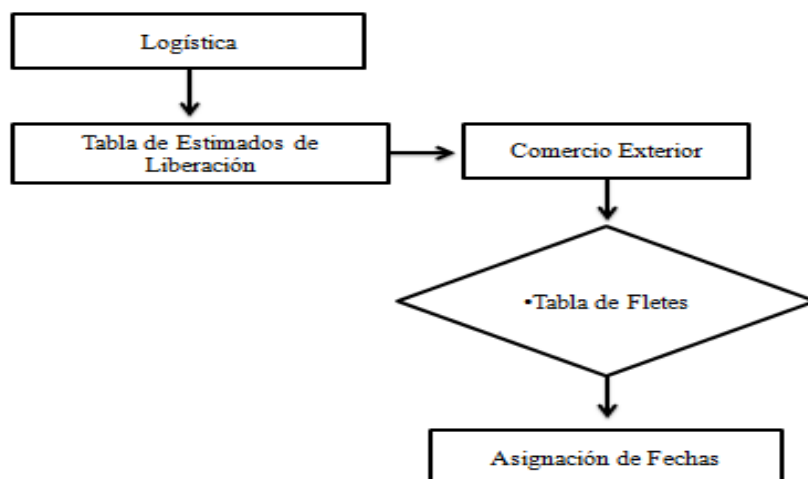 Logística
Tabla de Estimados de
Liberación
Comercio Exterior
•Tabla de Fletes
Asignación de Fechas